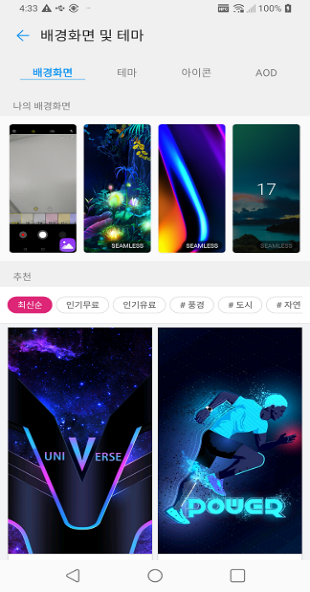 4:33 100%
배경화면 및 테마
배경화면 테마 아이콘 AOD
나의 배경화면
SEAMLESS SEAMLESS 17 SEAMLESS
추천
최신순 인기무료 인기유료 # 풍경 # 도시 # 자연
UNI V ERSE
POWER